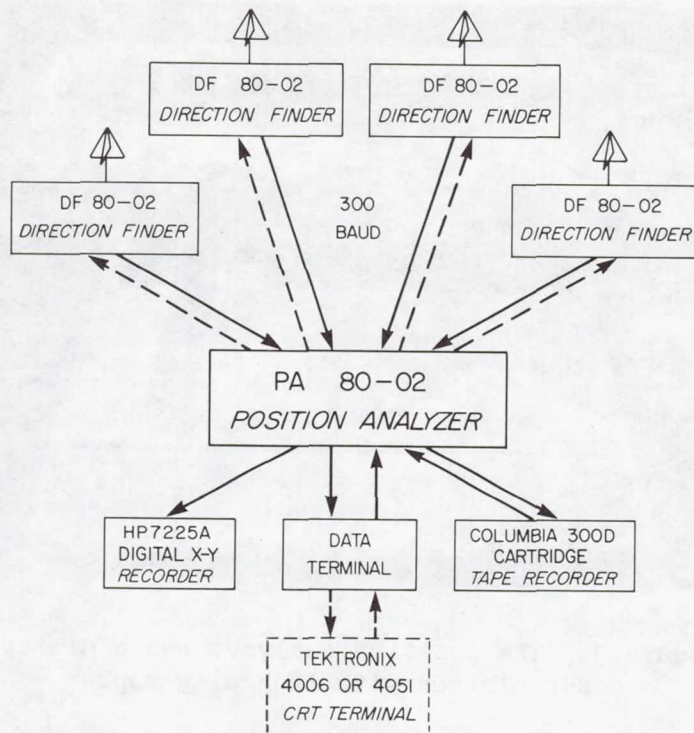 DF 80-02
DIRECTION FINDER
DF 80-02
DIRECTION FINDER
DF 80-02
DIRECTION FINDER
DF 80-02
DIRECTION FINDER
300
BAUD
PA 80-02
POSITION ANALYZER
HP7225A
DIGITAL X-Y
RECORDER
DATA
TERMINAL
COLUMBIA 300D
CARTRIDGE
TAPE RECORDER
TEKTRONIX
4006 OR 4051
CRT TERMINAL